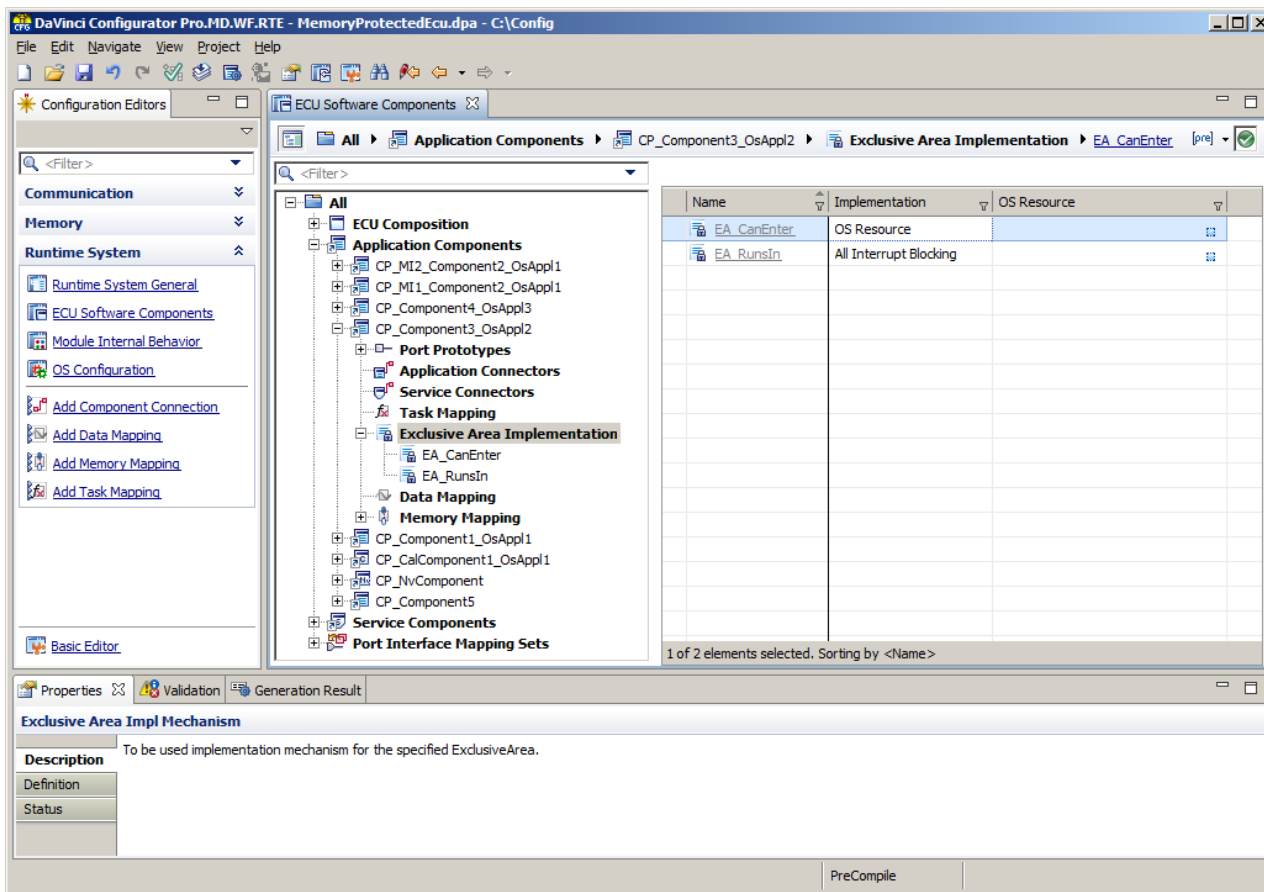 DaVinci Configurator Pro.MD.WF.RTE - MemoryProtectedEcu.dpa - C:\Config
File Edit Navigate View Project Help
Configuration Editors
<Filter>
Communication
Memory
Runtime System
Runtime System General
ECU Software Components
Module Internal Behavior
OS Configuration
Add Component Connection
Add Data Mapping
Add Memory Mapping
Add Task Mapping
Basic Editor
ECU Software Components
All Application Components CP_Component3_OsAppl2 Exclusive Area Implementation EA_CanEnter [pre]
<Filter>
All
ECU Composition
Application Components
CP_MI2_Component2_OsAppl1
CP_MI1_Component2_OsAppl1
CP_Component4_OsAppl3
CP_Component3_OsAppl2
Port Prototypes
Application Connectors
Service Connectors
Task Mapping
Exclusive Area Implementation
EA_CanEnter
EA_RunsIn
Data Mapping
Memory Mapping
CP_Component1_OsAppl1
CP_CalComponent1_OsAppl1
CP_NvComponent
CP_Component5
Service Components
Port Interface Mapping Sets
Name Implementation OS Resource
EA_CanEnter OS Resource
EA_RunsIn All Interrupt Blocking
1 of 2 elements selected. Sorting by <Name>
Properties Validation Generation Result
Exclusive Area Impl Mechanism
Description
Definition
Status
To be used implementation mechanism for the specified ExclusiveArea.
PreCompile